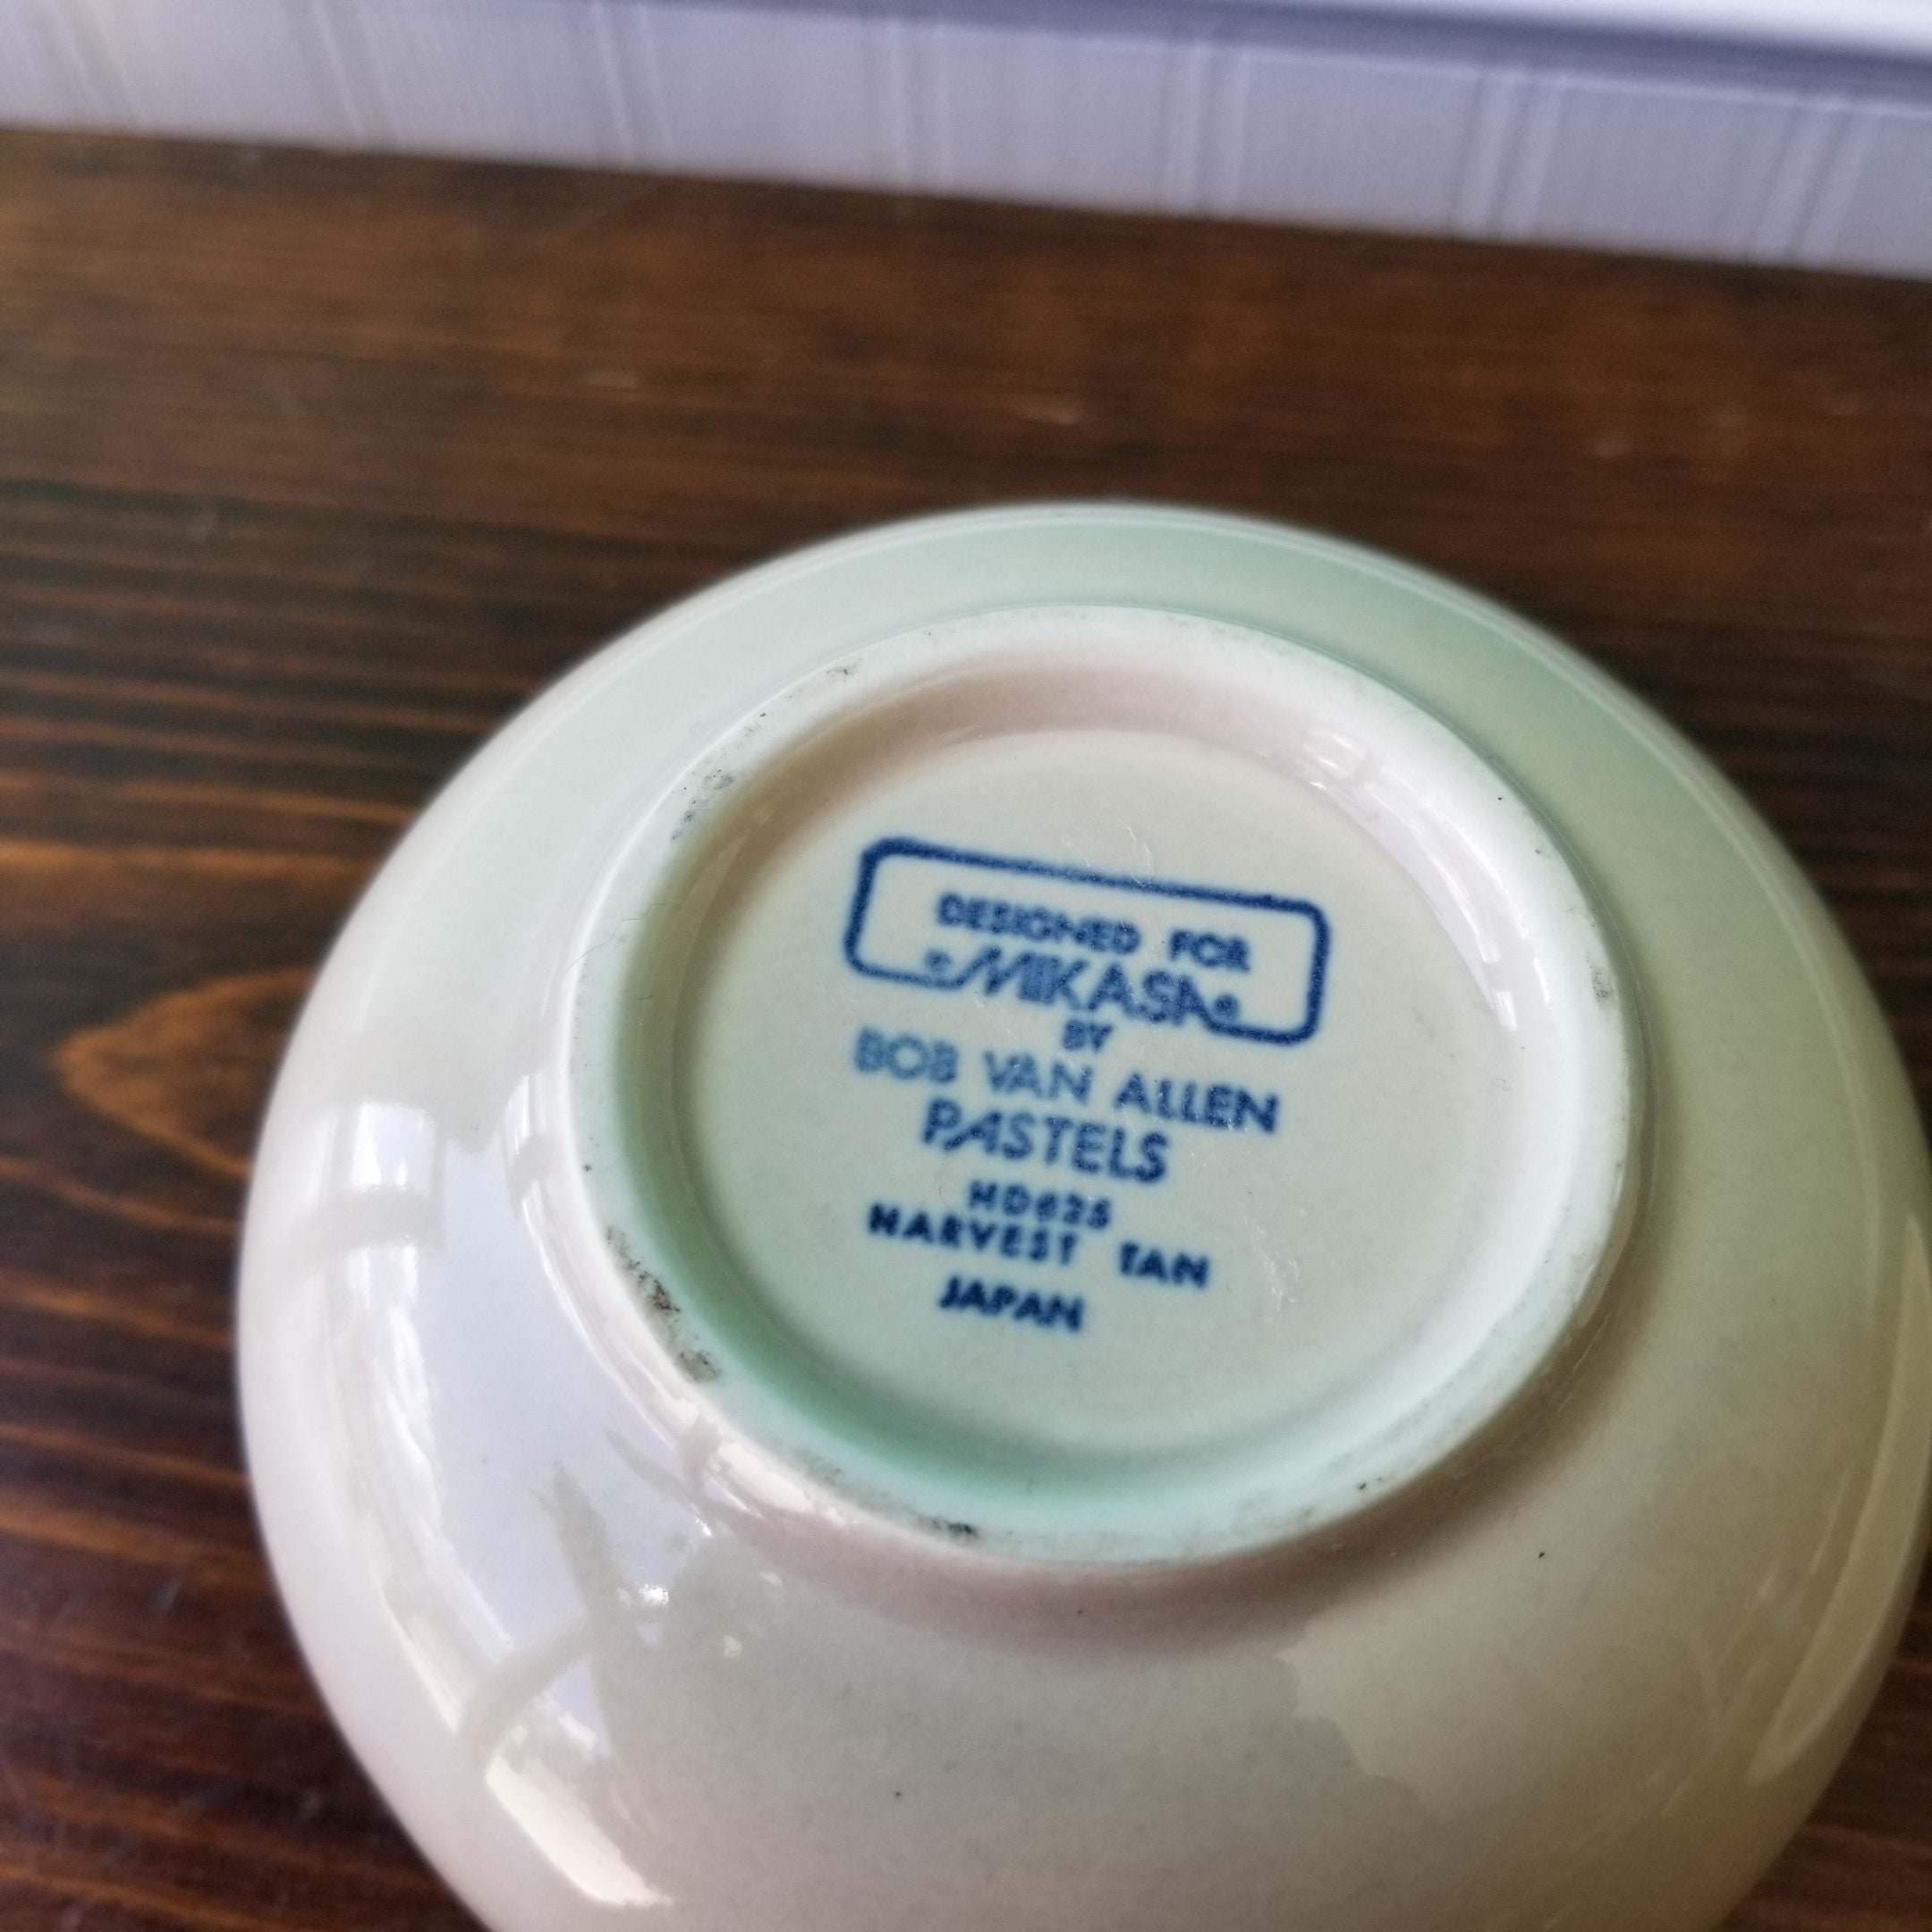 DESIGNED FOR
® MIKASA ®
BY
BOB VAN ALLEN
PASTELS
HD625
HARVEST TAN
JAPAN